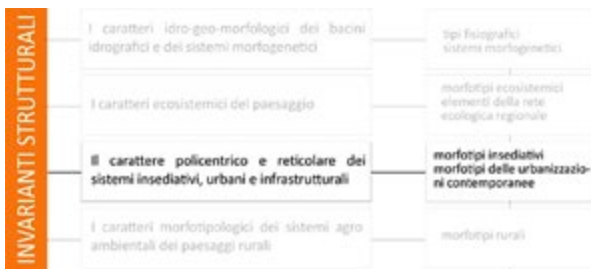 INVARIANTI STRUTTURALI
I caratteri idro-geo-morfologici dei bacini
idrografici e dei sistemi morfogenetici
tipi fisiografici
sistemi morfogenetici
I caratteri ecosistemici del paesaggio
morfotipi ecosistemici
elementi della rete
ecologica regionale
Il carattere policentrico e reticolare dei
sistemi insediativi, urbani e infrastrutturali
morfotipi insediativi
morfotipi delle urbanizzazio-
ni contemporanee
I caratteri morfotipologici dei sistemi agro
ambientali dei paesaggi rurali
morfotipi rurali